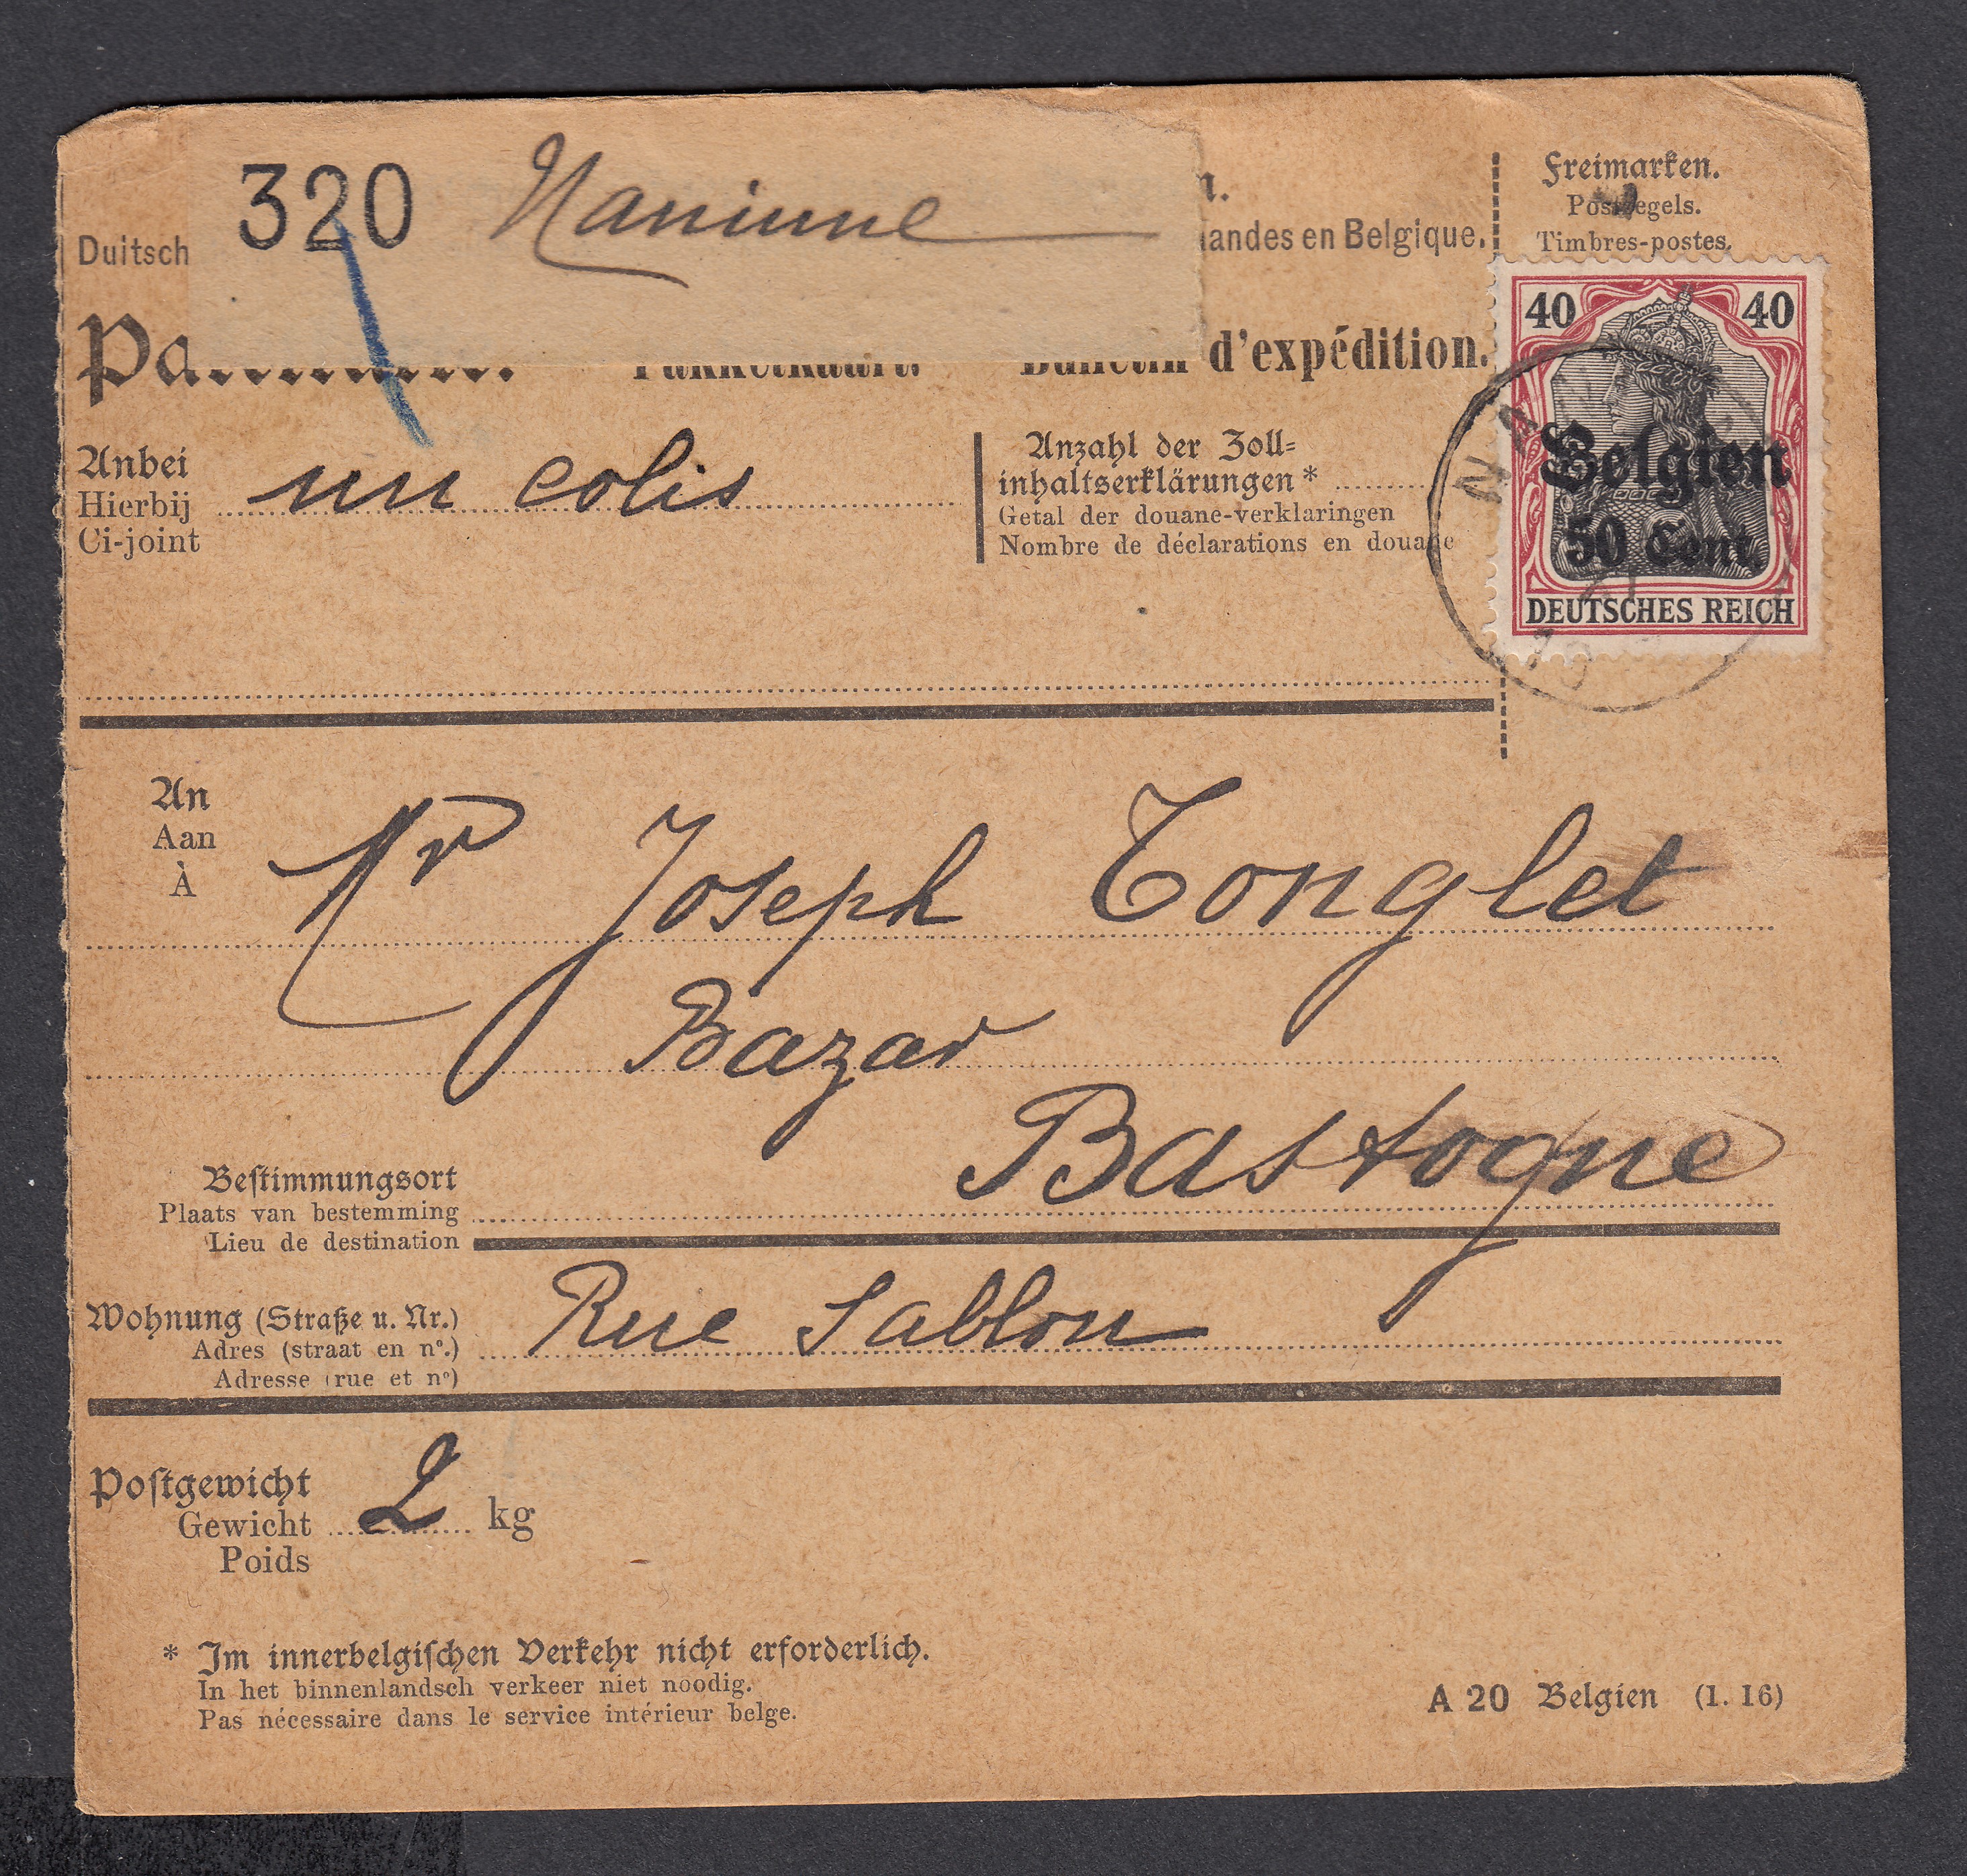 320 Naninne
Duitsch
andes en Belgique.
d'expédition.
Freimarken.
Postzegels.
Timbres-postes.
40 40
Belgien
50 Cent
DEUTSCHES REICH
Anbei
Hierbij
Ci-joint
un colis
Anzahl der Zoll=
inhaltserklärungen *
Getal der douane-verklaringen
Nombre de déclarations en douane
An
Aan
À
Mr Joseph Tonglet
Bazar
Bastogne
Bestimmungsort
Plaats van bestemming
Lieu de destination
Wohnung (Straße u. Nr.)
Adres (straat en nº.)
Adresse (rue et nº)
Rue Sablon
Postgewicht
Gewicht
Poids
2 kg
* Im innerbelgischen Verkehr nicht erforderlich.
In het binnenlandsch verkeer niet noodig.
Pas nécessaire dans le service intérieur belge.
A 20 Belgien (1. 16)